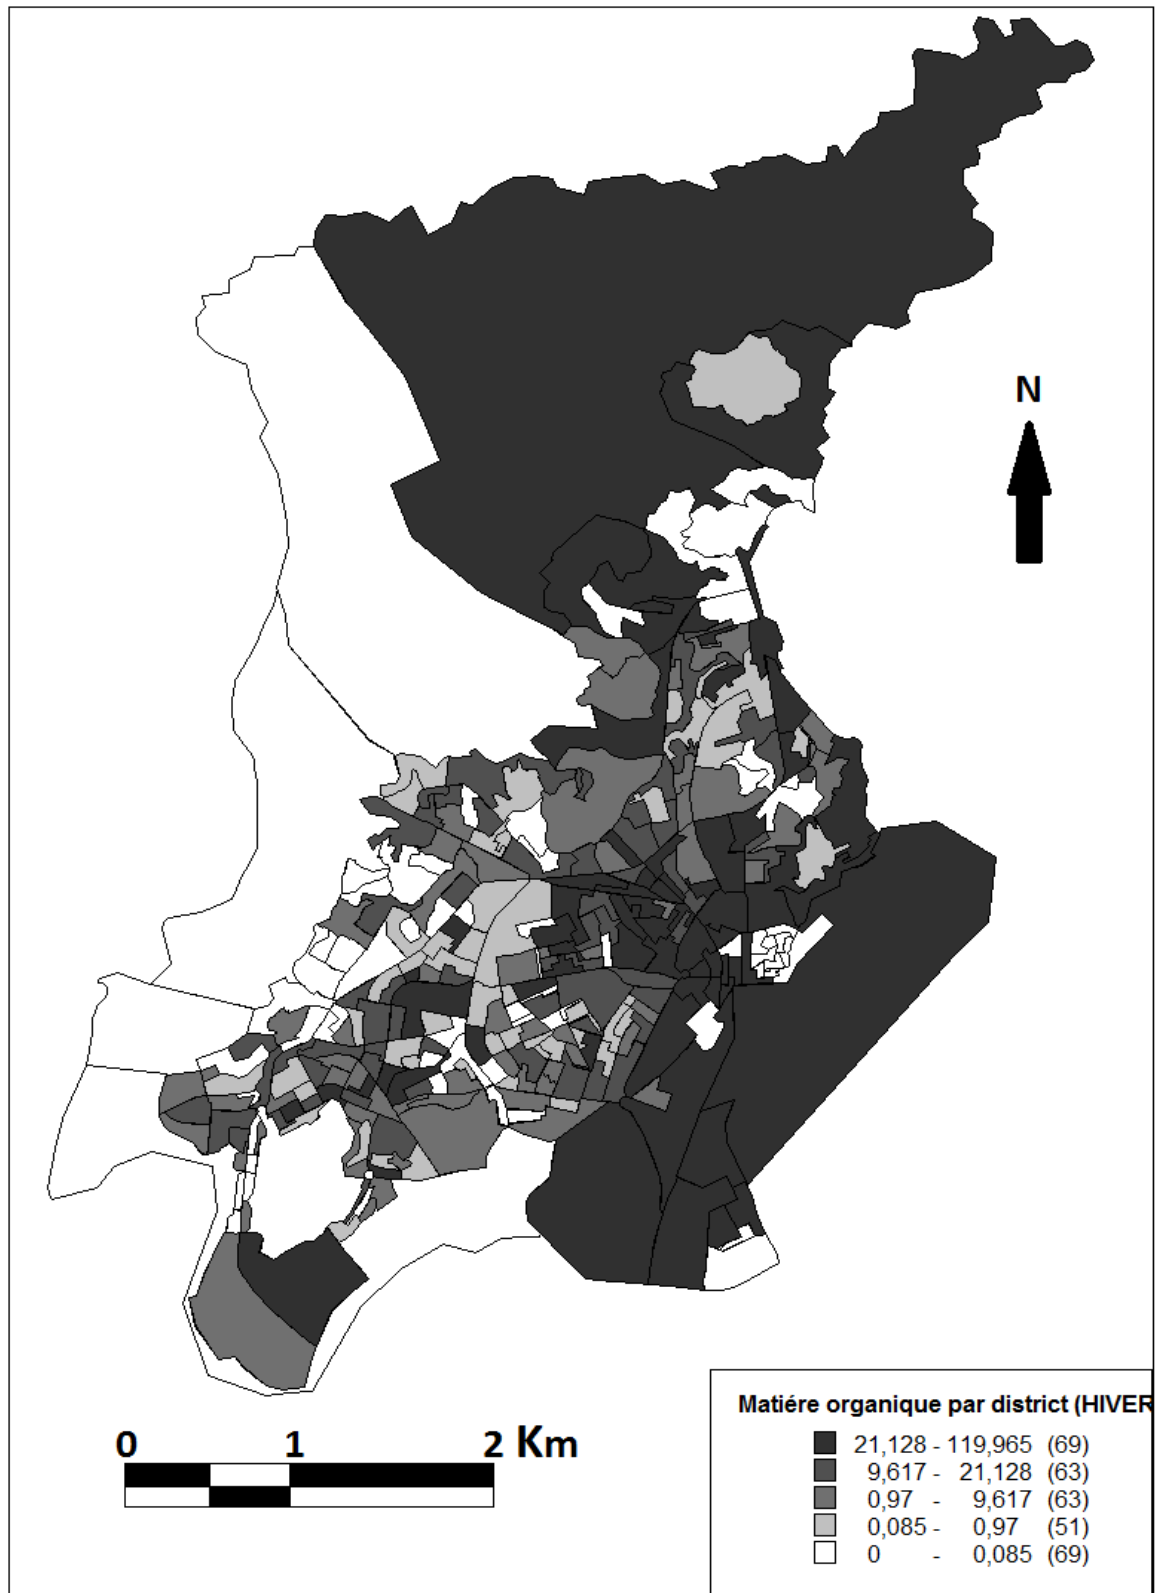 N
0 1 2 Km
Matiére organique par district (HIVER
21,128 - 119,965 (69)
9,617 - 21,128 (63)
0,97 - 9,617 (63)
0,085 - 0,97 (51)
0 - 0,085 (69)